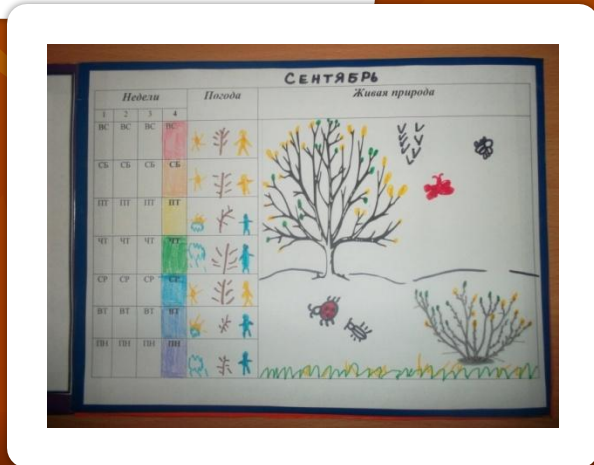 СЕНТЯБРЬ
Недели Погода Живая природа
1 2 3 4
ВС ВС ВС ВС
СБ СБ СБ СБ
ПТ ПТ ПТ ПТ
ЧТ ЧТ ЧТ ЧТ
СР СР СР СР
ВТ ВТ ВТ ВТ
ПН ПН ПН ПН